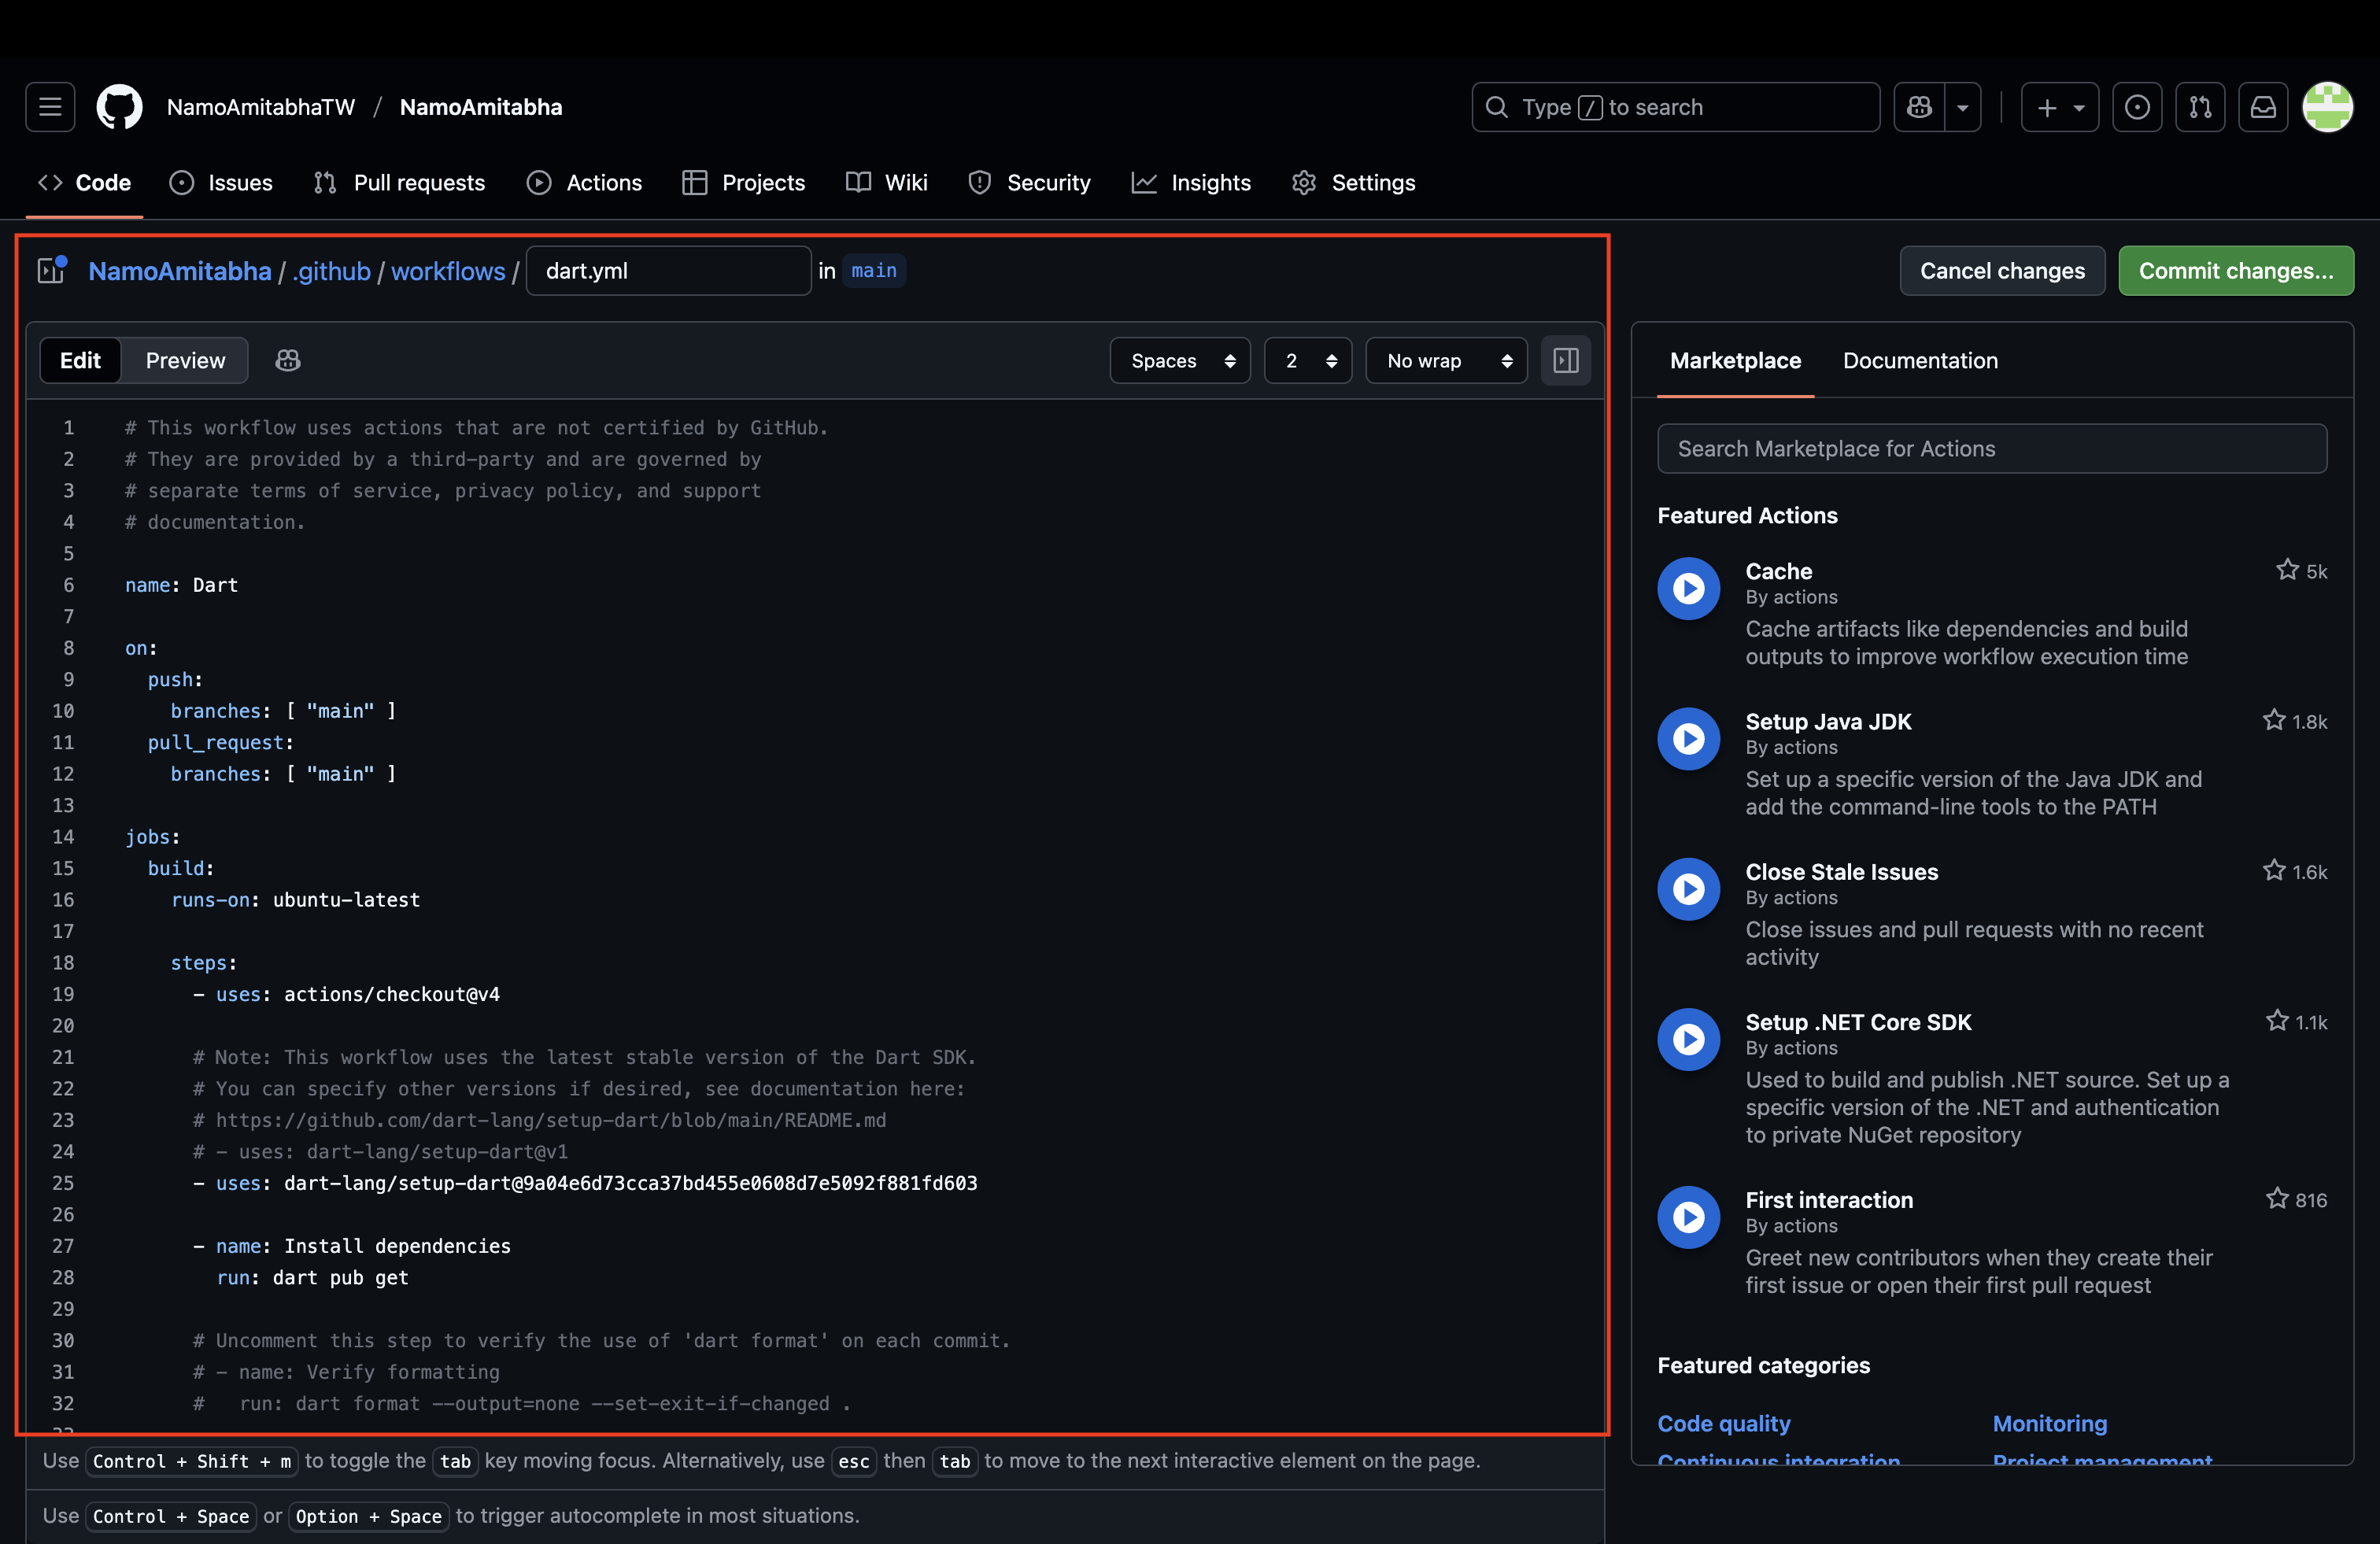 NamoAmitabhaTW / NamoAmitabha
Type / to search
Code Issues Pull requests Actions Projects Wiki Security Insights Settings
NamoAmitabha / .github / workflows / dart.yml in main
Cancel changes Commit changes...
Edit Preview Spaces 2 No wrap
1 # This workflow uses actions that are not certified by GitHub.
2 # They are provided by a third-party and are governed by
3 # separate terms of service, privacy policy, and support
4 # documentation.
5
6 name: Dart
7
8 on:
9 push:
10 branches: [ "main" ]
11 pull_request:
12 branches: [ "main" ]
13
14 jobs:
15 build:
16 runs-on: ubuntu-latest
17
18 steps:
19 - uses: actions/checkout@v4
20
21 # Note: This workflow uses the latest stable version of the Dart SDK.
22 # You can specify other versions if desired, see documentation here:
23 # https://github.com/dart-lang/setup-dart/blob/main/README.md
24 # - uses: dart-lang/setup-dart@v1
25 - uses: dart-lang/setup-dart@9a04e6d73cca37bd455e0608d7e5092f881fd603
26
27 - name: Install dependencies
28 run: dart pub get
29
30 # Uncomment this step to verify the use of 'dart format' on each commit.
31 # - name: Verify formatting
32 #   run: dart format --output=none --set-exit-if-changed .
33
Use Control + Shift + m to toggle the tab key moving focus. Alternatively, use esc then tab to move to the next interactive element on the page.
Use Control + Space or Option + Space to trigger autocomplete in most situations.
Marketplace Documentation
Search Marketplace for Actions
Featured Actions
Cache 5k
By actions
Cache artifacts like dependencies and build
outputs to improve workflow execution time
Setup Java JDK 1.8k
By actions
Set up a specific version of the Java JDK and
add the command-line tools to the PATH
Close Stale Issues 1.6k
By actions
Close issues and pull requests with no recent
activity
Setup .NET Core SDK 1.1k
By actions
Used to build and publish .NET source. Set up a
specific version of the .NET and authentication
to private NuGet repository
First interaction 816
By actions
Greet new contributors when they create their
first issue or open their first pull request
Featured categories
Code quality Monitoring
Continuous integration Project management